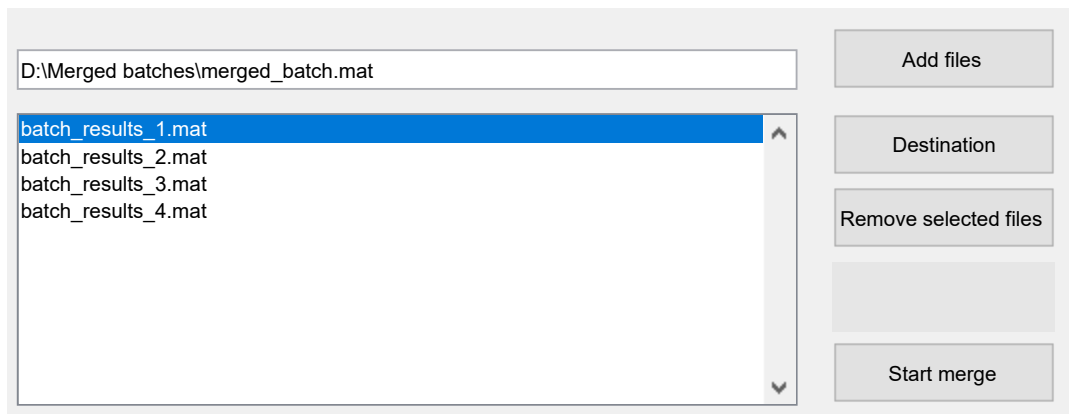 D:\Merged batches\merged_batch.mat
batch_results_1.mat
batch_results_2.mat
batch_results_3.mat
batch_results_4.mat
Add files
Destination
Remove selected files
Start merge